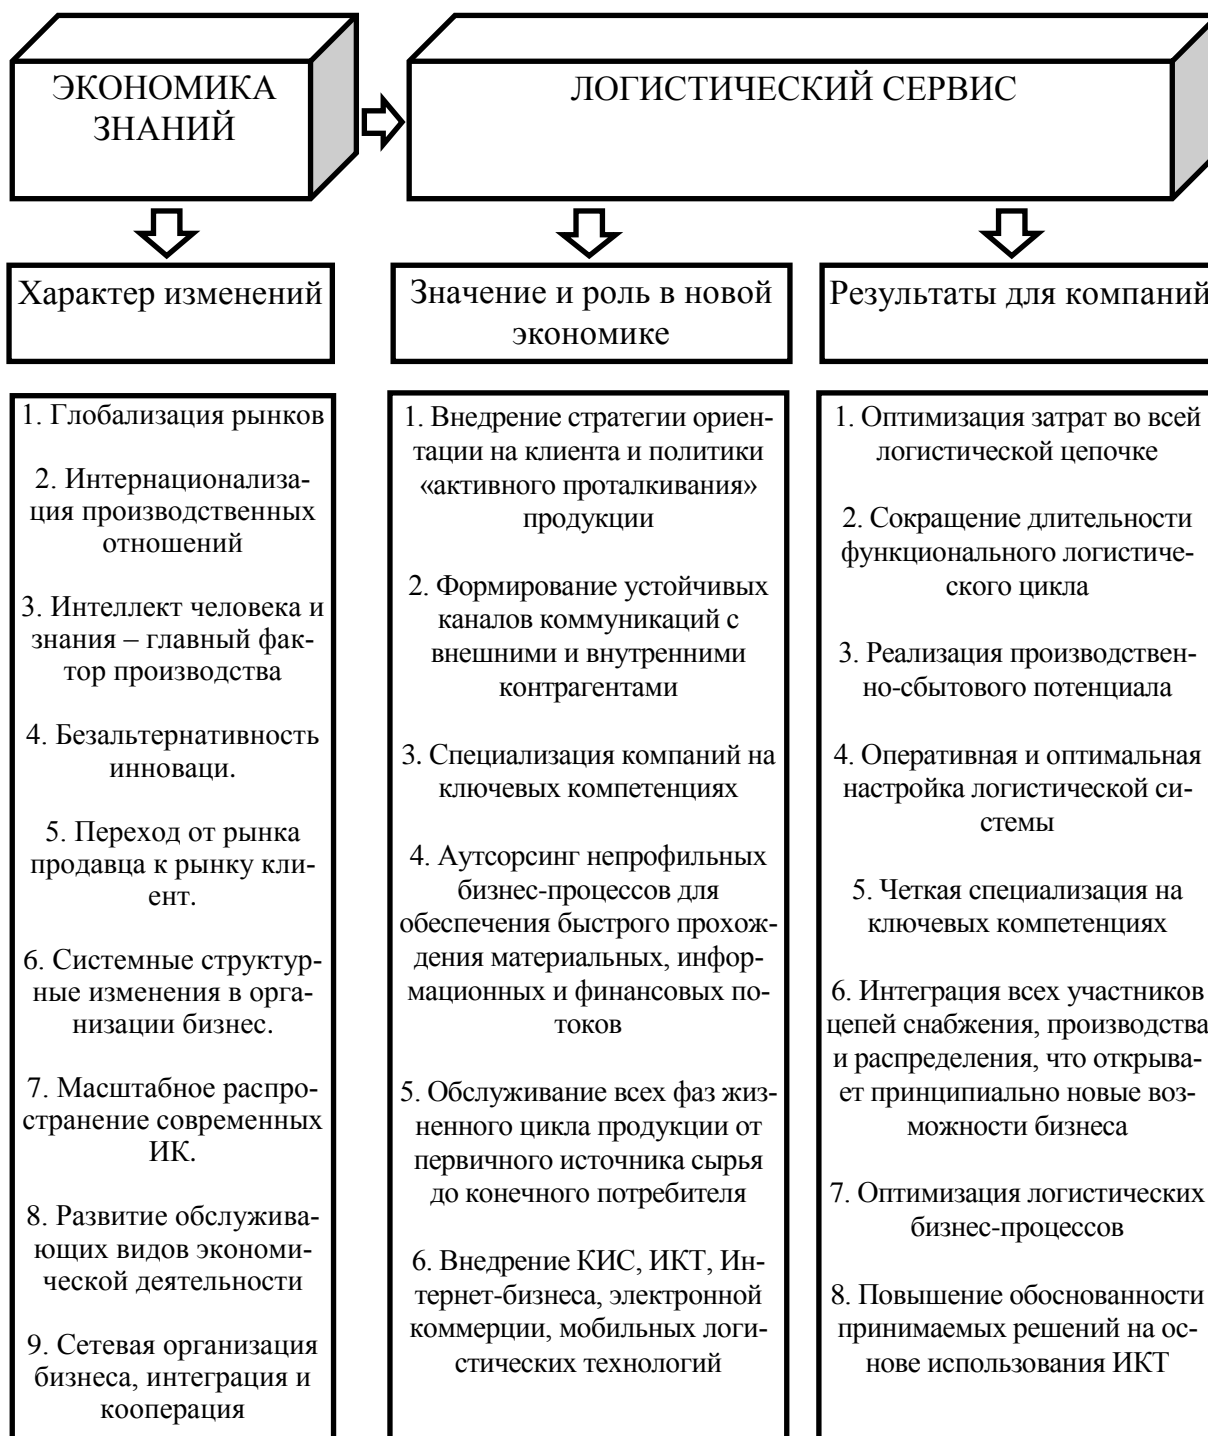 ЭКОНОМИКА
ЗНАНИЙ
ЛОГИСТИЧЕСКИЙ СЕРВИС
Характер изменений
Значение и роль в новой
экономике
Результаты для компаний
1. Глобализация рынков
2. Интернационализа-
ция производственных
отношений
3. Интеллект человека и
знания – главный фак-
тор производства
4. Безальтернативность
инноваци.
5. Переход от рынка
продавца к рынку кли-
ент.
6. Системные структур-
ные изменения в орга-
низации бизнес.
7. Масштабное распро-
странение современных
ИК.
8. Развитие обслужива-
ющих видов экономи-
ческой деятельности
9. Сетевая организация
бизнеса, интеграция и
кооперация
1. Внедрение стратегии ориен-
тации на клиента и политики
«активного проталкивания»
продукции
2. Формирование устойчивых
каналов коммуникаций с
внешними и внутренними
контрагентами
3. Специализация компаний на
ключевых компетенциях
4. Аутсорсинг непрофильных
бизнес-процессов для
обеспечения быстрого прохож-
дения материальных, инфор-
мационных и финансовых по-
токов
5. Обслуживание всех фаз жиз-
ненного цикла продукции от
первичного источника сырья
до конечного потребителя
6. Внедрение КИС, ИКТ, Ин-
тернет-бизнеса, электронной
коммерции, мобильных логи-
стических технологий
1. Оптимизация затрат во всей
логистической цепочке
2. Сокращение длительности
функционального логистиче-
ского цикла
3. Реализация производствен-
но-сбытового потенциала
4. Оперативная и оптимальная
настройка логистической си-
стемы
5. Четкая специализация на
ключевых компетенциях
6. Интеграция всех участников
цепей снабжения, производства
и распределения, что открыва-
ет принципиально новые воз-
можности бизнеса
7. Оптимизация логистических
бизнес-процессов
8. Повышение обоснованности
принимаемых решений на ос-
нове использования ИКТ